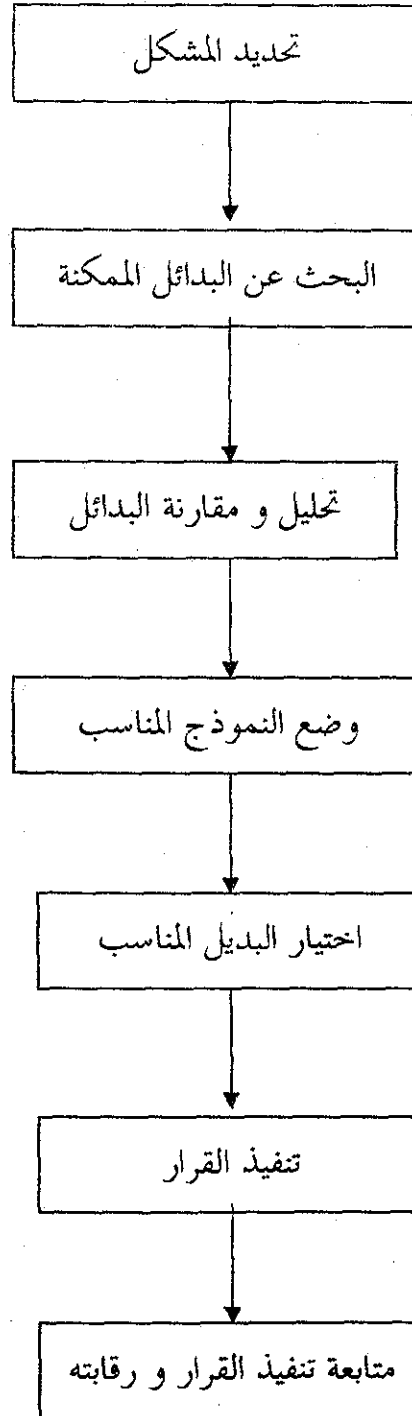 تحديد المشكل
البحث عن البدائل الممكنة
تحليل و مقارنة البدائل
وضع النموذج المناسب
اختيار البديل المناسب
تنفيذ القرار
متابعة تنفيذ القرار و رقابته